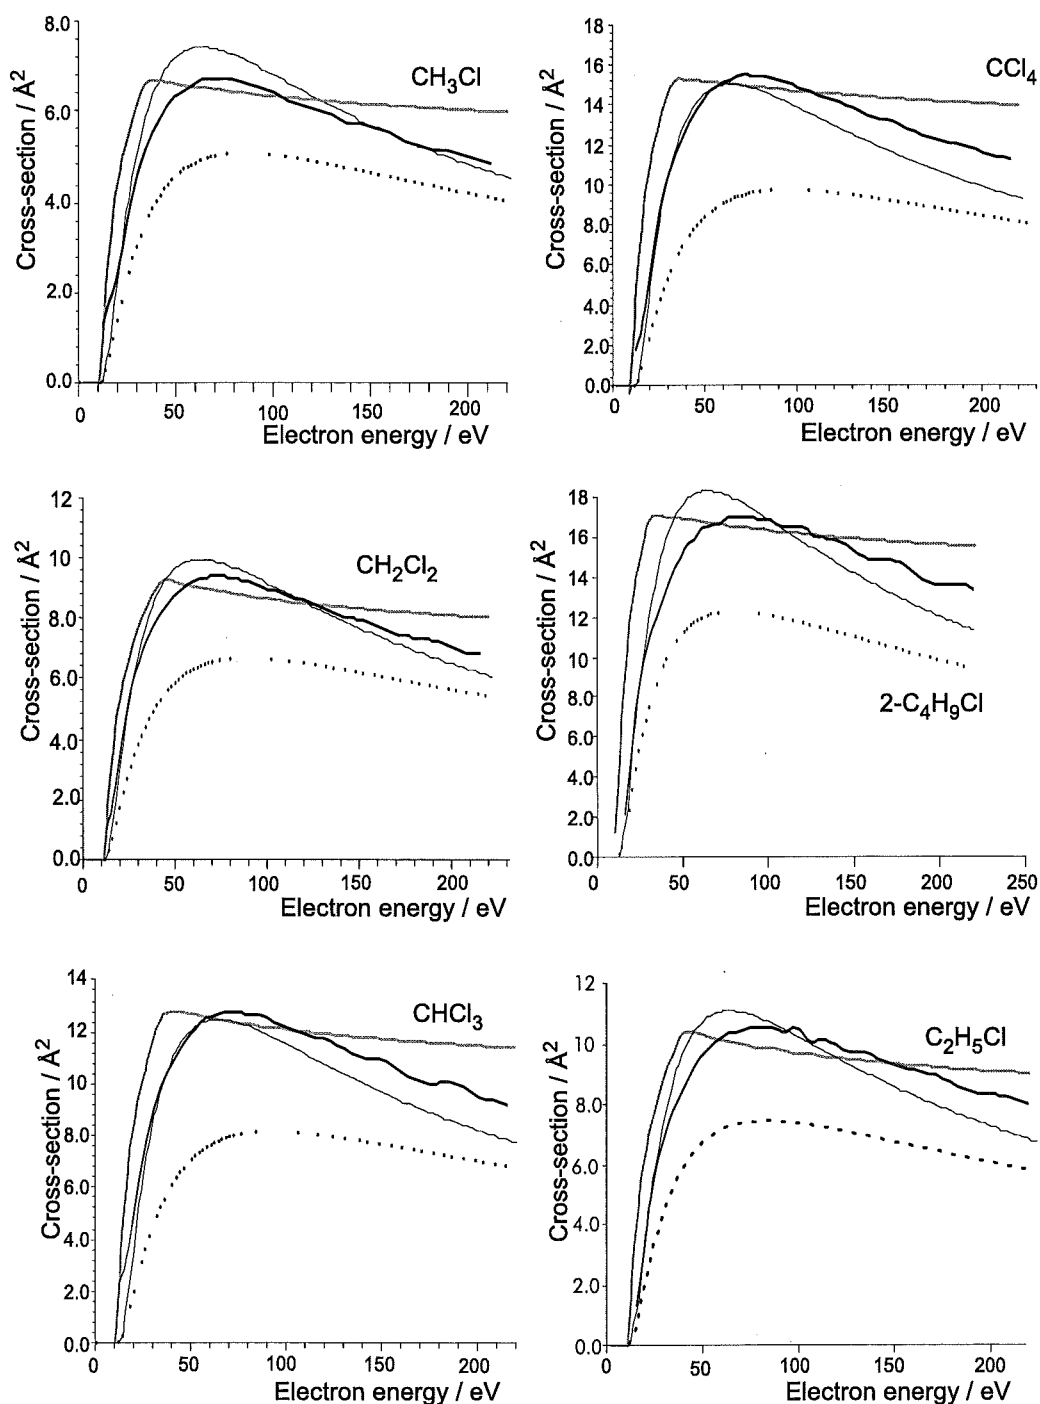 8.0
6.0
4.0
2.0
0.0
Cross-section / Å²
CH₃Cl
0 50 100 150 200
Electron energy / eV
18
16
14
12
10
8.0
6.0
4.0
2.0
0.0
Cross-section / Å²
CCl₄
0 50 100 150 200
Electron energy / eV
12
10
8.0
6.0
4.0
2.0
0.0
Cross-section / Å²
CH₂Cl₂
0 50 100 150 200
Electron energy / eV
18
16
14
12
10
8.0
6.0
4.0
2.0
0.0
Cross-section / Å²
2-C₄H₉Cl
0 50 100 150 200 250
Electron energy / eV
14
12
10
8.0
6.0
4.0
2.0
0.0
Cross-section / Å²
CHCl₃
0 50 100 150 200
Electron energy / eV
12
10
8.0
6.0
4.0
2.0
0.0
Cross-section / Å²
C₂H₅Cl
0 50 100 150 200
Electron energy / eV